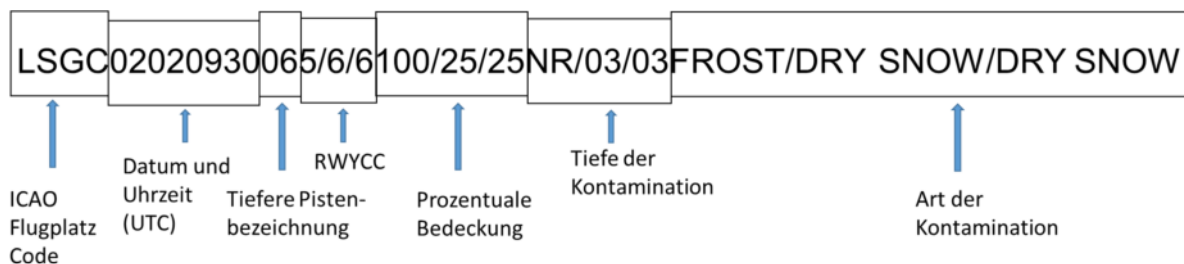 LSGC02020930065/6/6100/25/25NR/03/03FROST/DRY SNOW/DRY SNOW
ICAO
Flugplatz
Code
Datum und
Uhrzeit
(UTC)
Tiefere Pisten-
bezeichnung
RWYCC
Prozentuale
Bedeckung
Tiefe der
Kontamination
Art der
Kontamination